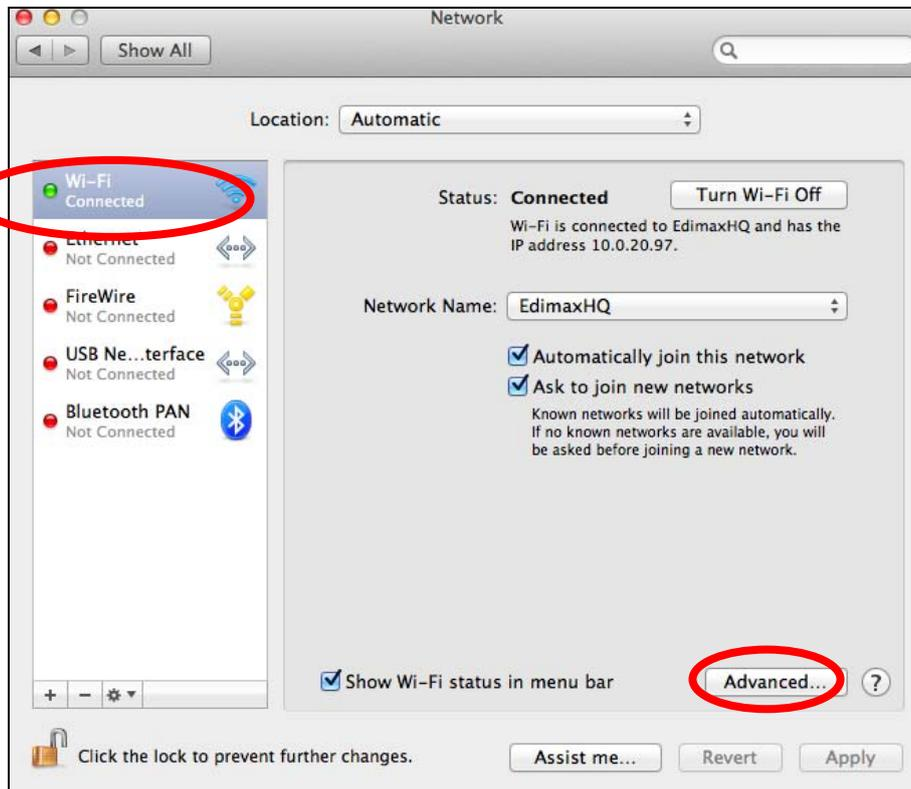 Network
Show All
Location: Automatic
Wi-Fi
Connected
Ethernet
Not Connected
FireWire
Not Connected
USB Ne...terface
Not Connected
Bluetooth PAN
Not Connected
Status: Connected
Turn Wi-Fi Off
Wi-Fi is connected to EdimaxHQ and has the
IP address 10.0.20.97.
Network Name: EdimaxHQ
Automatically join this network
Ask to join new networks
Known networks will be joined automatically.
If no known networks are available, you will
be asked before joining a new network.
Show Wi-Fi status in menu bar
Advanced...
?
Click the lock to prevent further changes.
Assist me...
Revert
Apply